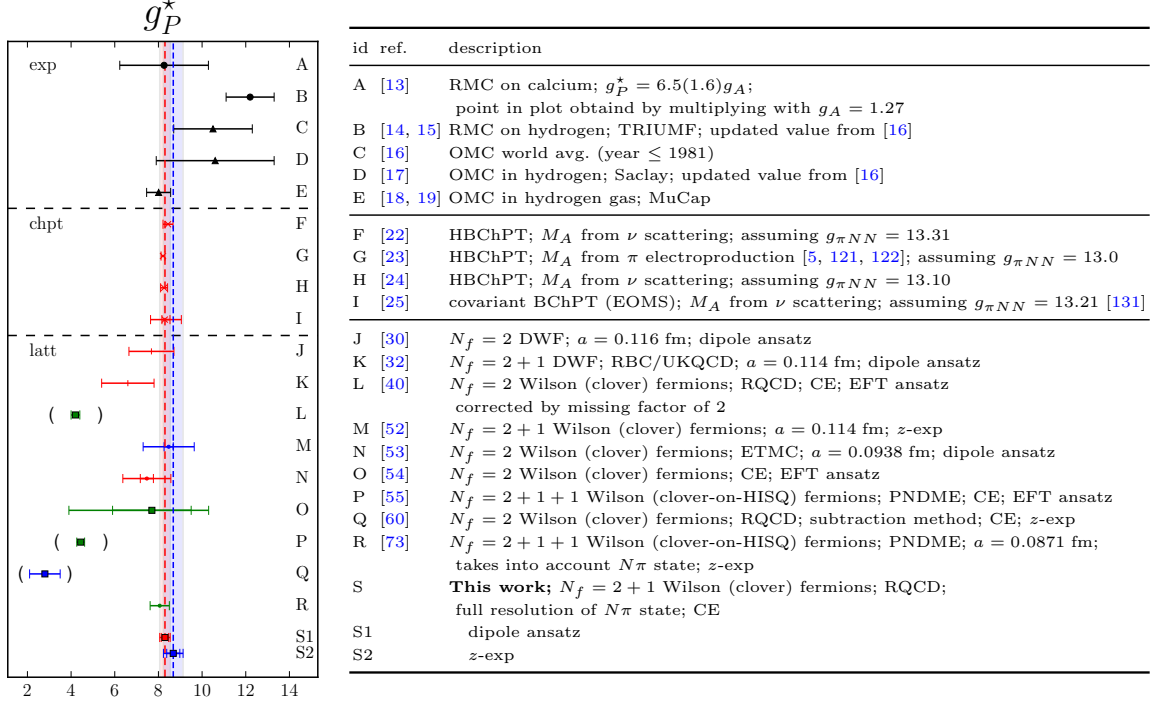 g⋆P
exp
A
B
C
D
E
chpt
F
G
H
I
latt
J
K
( ) L
M
N
O
( ) P
( ) Q
R
S1
S2
2 4 6 8 10 12 14
id ref. description
A [13] RMC on calcium; g⋆P = 6.5(1.6)gA;
point in plot obtaind by multiplying with gA = 1.27
B [14, 15] RMC on hydrogen; TRIUMF; updated value from [16]
C [16] OMC world avg. (year ≤ 1981)
D [17] OMC in hydrogen; Saclay; updated value from [16]
E [18, 19] OMC in hydrogen gas; MuCap
F [22] HBChPT; MA from ν scattering; assuming gπNN = 13.31
G [23] HBChPT; MA from π electroproduction [5, 121, 122]; assuming gπNN = 13.0
H [24] HBChPT; MA from ν scattering; assuming gπNN = 13.10
I [25] covariant BChPT (EOMS); MA from ν scattering; assuming gπNN = 13.21 [131]
J [30] Nf = 2 DWF; a = 0.116 fm; dipole ansatz
K [32] Nf = 2 + 1 DWF; RBC/UKQCD; a = 0.114 fm; dipole ansatz
L [40] Nf = 2 Wilson (clover) fermions; RQCD; CE; EFT ansatz
corrected by missing factor of 2
M [52] Nf = 2 + 1 Wilson (clover) fermions; a = 0.114 fm; z-exp
N [53] Nf = 2 Wilson (clover) fermions; ETMC; a = 0.0938 fm; dipole ansatz
O [54] Nf = 2 Wilson (clover) fermions; CE; EFT ansatz
P [55] Nf = 2 + 1 + 1 Wilson (clover-on-HISQ) fermions; PNDME; CE; EFT ansatz
Q [60] Nf = 2 Wilson (clover) fermions; RQCD; subtraction method; CE; z-exp
R [73] Nf = 2 + 1 + 1 Wilson (clover-on-HISQ) fermions; PNDME; a = 0.0871 fm;
takes into account Nπ state; z-exp
S This work; Nf = 2 + 1 Wilson (clover) fermions; RQCD;
full resolution of Nπ state; CE
S1 dipole ansatz
S2 z-exp